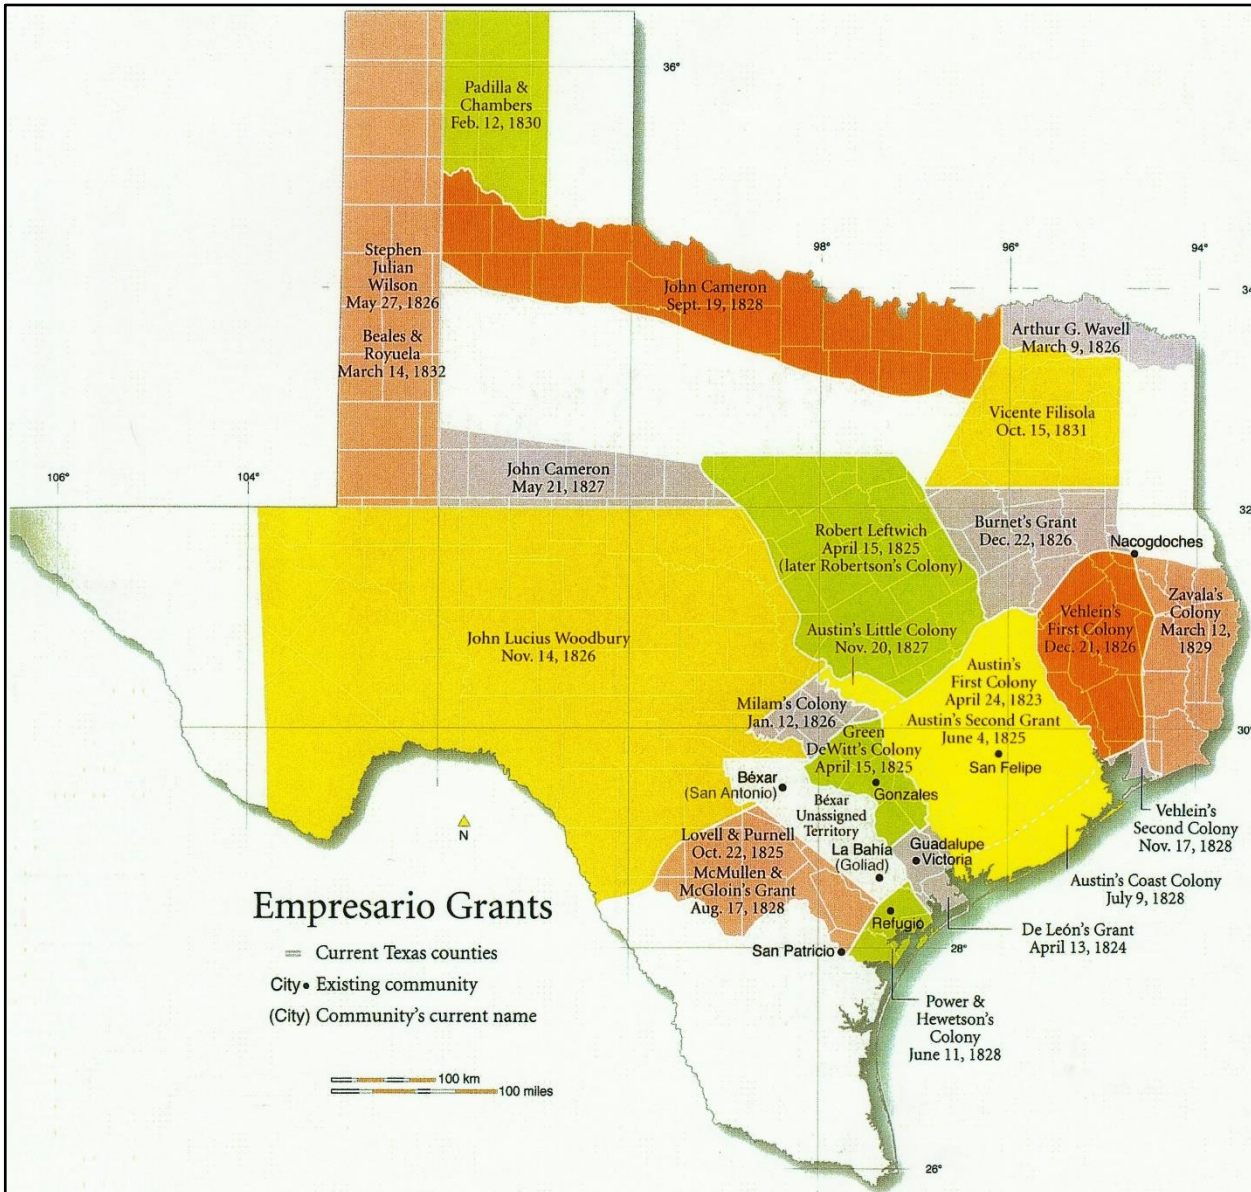 36°
Padilla &
Chambers
Feb. 12, 1830
98°
96°
94°
Stephen
Julian
Wilson
May 27, 1826
John Cameron
Sept. 19, 1828
34
Arthur G. Wavell
March 9, 1826
Beales &
Royuela
March 14, 1832
Vicente Filisola
Oct. 15, 1831
106°
104°
John Cameron
May 21, 1827
32°
Robert Leftwich
April 15, 1825
(later Robertson's Colony)
Burnet's Grant
Dec. 22, 1826
Nacogdoches
Vehlein's
First Colony
Dec. 21, 1826
Zavala's
Colony
March 12,
1829
John Lucius Woodbury
Nov. 14, 1826
Austin's Little Colony
Nov. 20, 1827
Austin's
First Colony
April 24, 1823
Austin's Second Grant
June 4, 1825
San Felipe
30°
Milam's Colony
Jan. 12, 1826
Green
DeWitt's Colony
April 15, 1825
Gonzales
Béxar
(San Antonio)
Béxar
Unassigned
Territory
N
Lovell & Purnell
Oct. 22, 1825
McMullen &
McGloin's Grant
Aug. 17, 1828
La Bahía
(Goliad)
Guadalupe
Victoria
Vehlein's
Second Colony
Nov. 17, 1828
Austin's Coast Colony
July 9, 1828
Refugio
De León's Grant
April 13, 1824
San Patricio
28°
Power &
Hewetson's
Colony
June 11, 1828
Empresario Grants
Current Texas counties
City • Existing community
(City) Community's current name
100 km
100 miles
26°